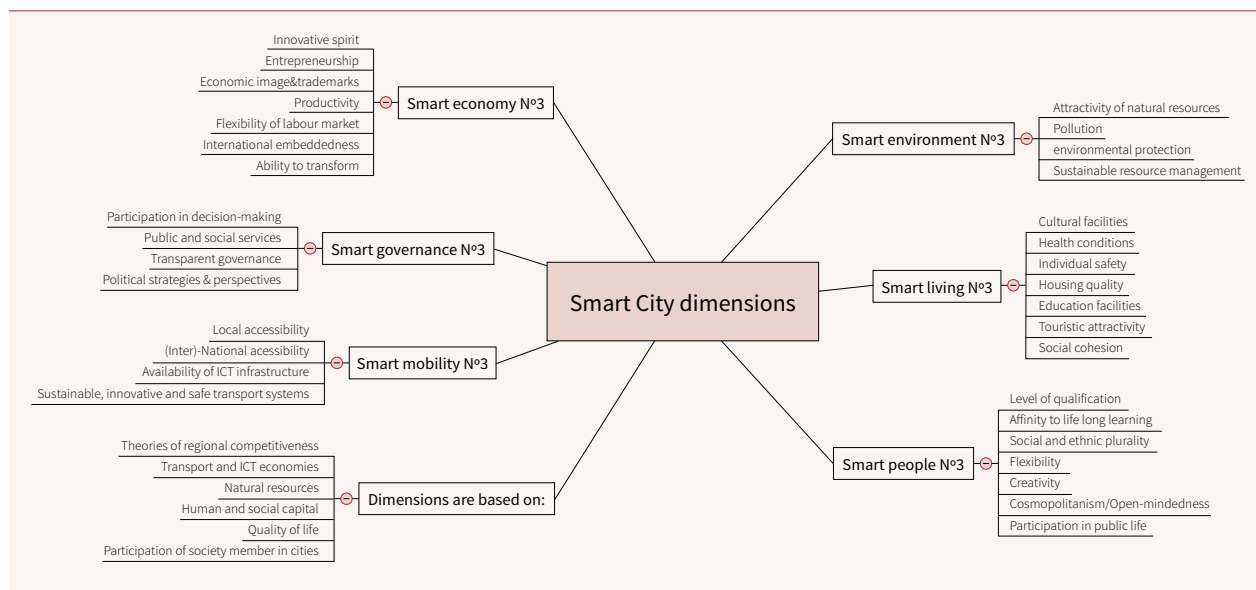 Smart City dimensions
Smart economy Nº3
Innovative spirit
Entrepreneurship
Economic image&trademarks
Productivity
Flexibility of labour market
International embeddedness
Ability to transform
Smart governance Nº3
Participation in decision-making
Public and social services
Transparent governance
Political strategies & perspectives
Smart mobility Nº3
Local accessibility
(Inter)-National acessibility
Availability of ICT infrastructure
Sustainable, innovative and safe transport systems
Dimensions are based on:
Theories of regional competitiveness
Transport and ICT economies
Natural resources
Human and social capital
Quality of life
Participation of society member in cities
Smart environment Nº3
Attractivity of natural resources
Pollution
environmental protection
Sustainable resource management
Smart living Nº3
Cultural facilities
Health conditions
Individual safety
Housing quality
Education facilities
Touristic attractivity
Social cohesion
Smart people Nº3
Level of qualification
Affinity to life long learning
Social and ethnic plurality
Flexibility
Creativity
Cosmopolitanism/Open-mindedness
Participation in public life